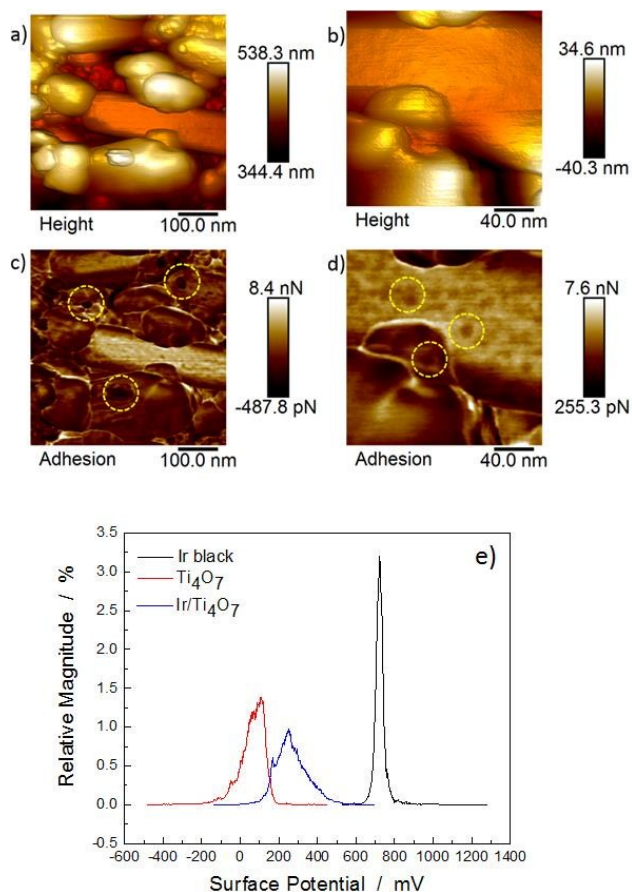 a)
538.3 nm
344.4 nm
Height
100.0 nm
b)
34.6 nm
-40.3 nm
Height
40.0 nm
c)
8.4 nN
-487.8 pN
Adhesion
100.0 nm
d)
7.6 nN
255.3 pN
Adhesion
40.0 nm
e)
Ir black
Ti4O7
Ir/Ti4O7
Relative Magnitude / %
3.5
3.0
2.5
2.0
1.5
1.0
0.5
0.0
-0.5
-600 -400 -200 0 200 400 600 800 1000 1200 1400
Surface Potential / mV